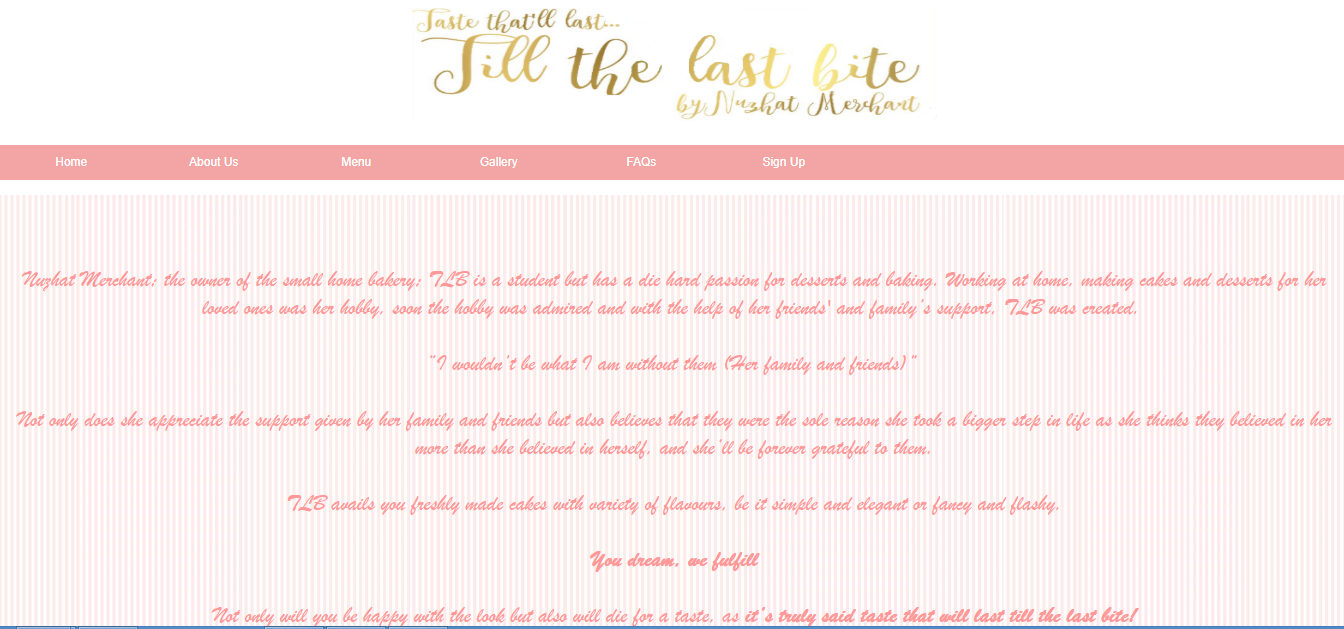 Taste that'll last...
Till the last bite
by Nuzhat Merchant
Home About Us Menu Gallery FAQs Sign Up
Nuzhat Merchant; the owner of the small home bakery; TLB is a student but has a die hard passion for desserts and baking. Working at home, making cakes and desserts for her
loved ones was her hobby, soon the hobby was admired and with the help of her friends' and family's support, TLB was created.
"I wouldn't be what I am without them (Her family and friends)"
Not only does she appreciate the support given by her family and friends but also believes that they were the sole reason she took a bigger step in life as she thinks they believed in her
more than she believed in herself, and she'll be forever grateful to them.
TLB avails you freshly made cakes with variety of flavours, be it simple and elegant or fancy and flashy.
You dream, we fulfill
Not only will you be happy with the look but also will die for a taste, as it's truly said taste that will last till the last bite!